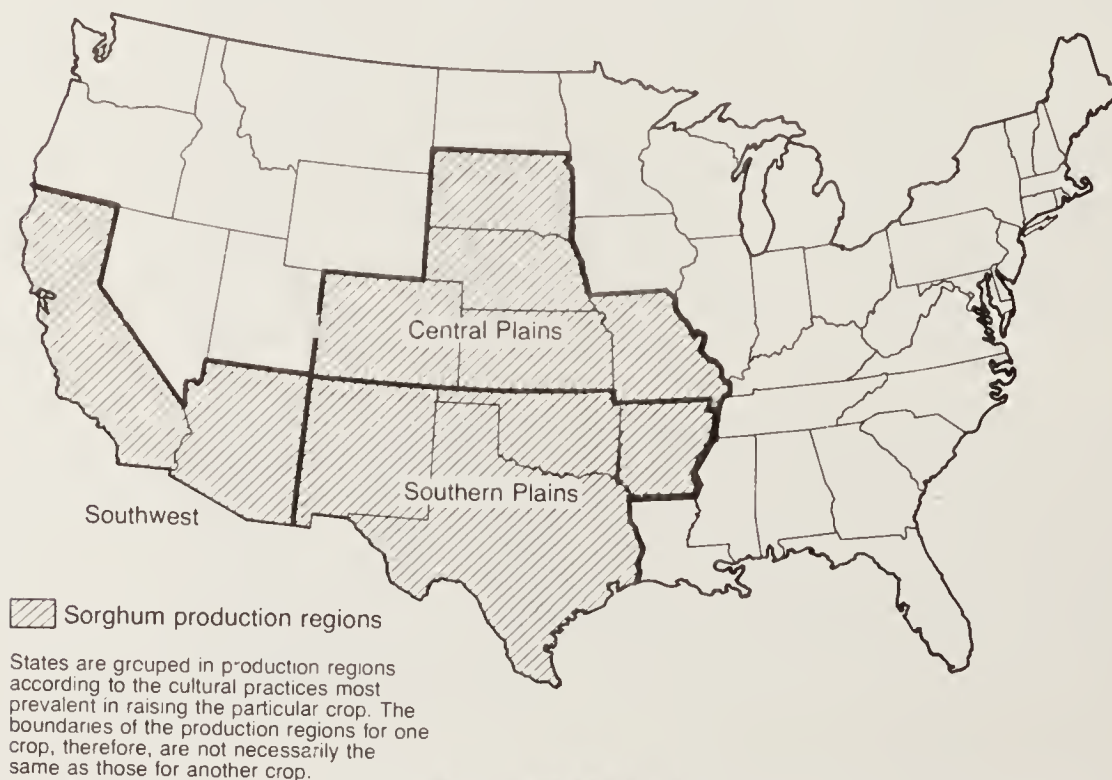 Central Plains
Southern Plains
Southwest
Sorghum production regions
States are grouped in production regions
according to the cultural practices most
prevalent in raising the particular crop. The
boundaries of the production regions for one
crop, therefore, are not necessarily the
same as those for another crop.